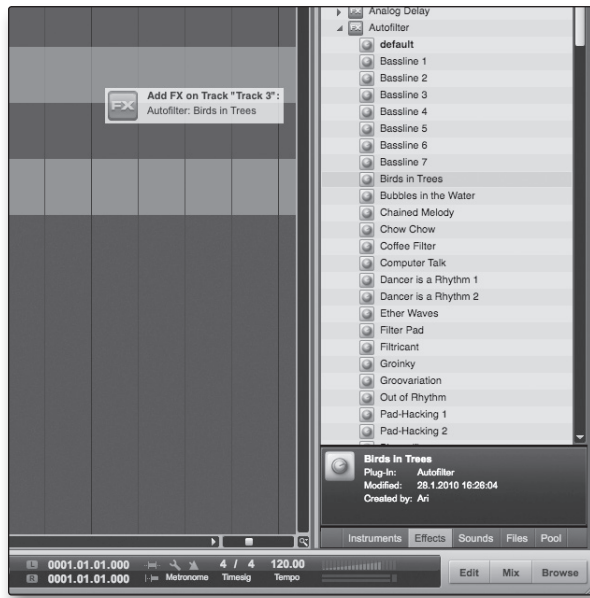 Analog Delay
Autofilter
default
Bassline 1
Bassline 2
Bassline 3
Bassline 4
Bassline 5
Bassline 6
Bassline 7
Birds in Trees
Bubbles in the Water
Chained Melody
Chow Chow
Coffee Filter
Computer Talk
Dancer is a Rhythm 1
Dancer is a Rhythm 2
Ether Waves
Filter Pad
Filtricant
Groinky
Groovariation
Out of Rhythm
Pad-Hacking 1
Pad-Hacking 2
FX
Add FX on Track "Track 3":
Autofilter: Birds in Trees
Birds in Trees
Plug-In: Autofilter
Modified: 28.1.2010 16:26:04
Created by: Ari
Instruments Effects Sounds Files Pool
L 0001.01.01.000 4 / 4 120.00
R 0001.01.01.000 Metronome Timesig Tempo
Edit Mix Browse